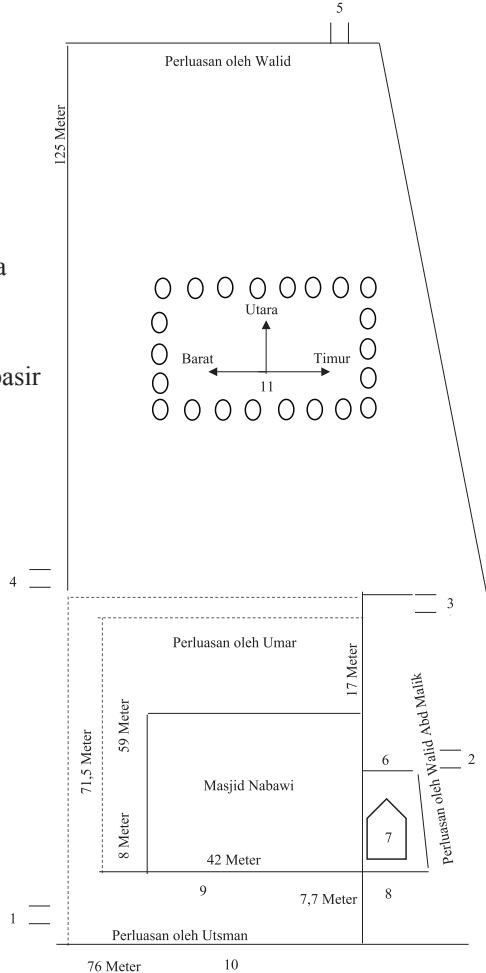 5
Perluasan oleh Walid
125 Meter
a
Utara
Barat
Timur
11
pasir
4
3
Perluasan oleh Umar
17 Meter
59 Meter
71,5 Meter
Perluasan oleh Walid Abd Malik
6
2
Masjid Nabawi
7
8 Meter
42 Meter
9
7,7 Meter
8
1
Perluasan oleh Utsman
76 Meter
10